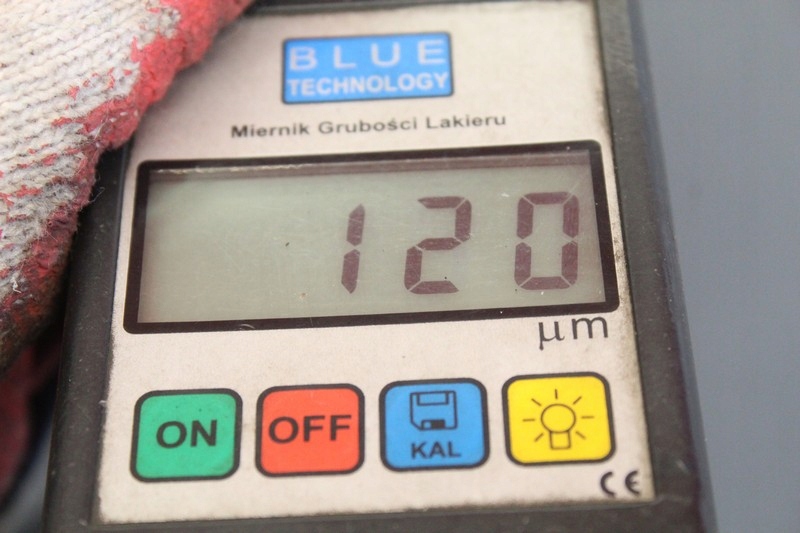 BLUE
TECHNOLOGY
Miernik Grubości Lakieru
120
μm
ON OFF KAL
CE